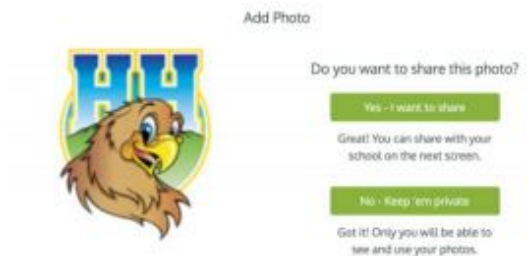 Add Photo
HH
Do you want to share this photo?
Yes - I want to share
Great! You can share with your
school on the next screen.
No - Keep 'em private
Got it! Only you will be able to
see and use your photos.